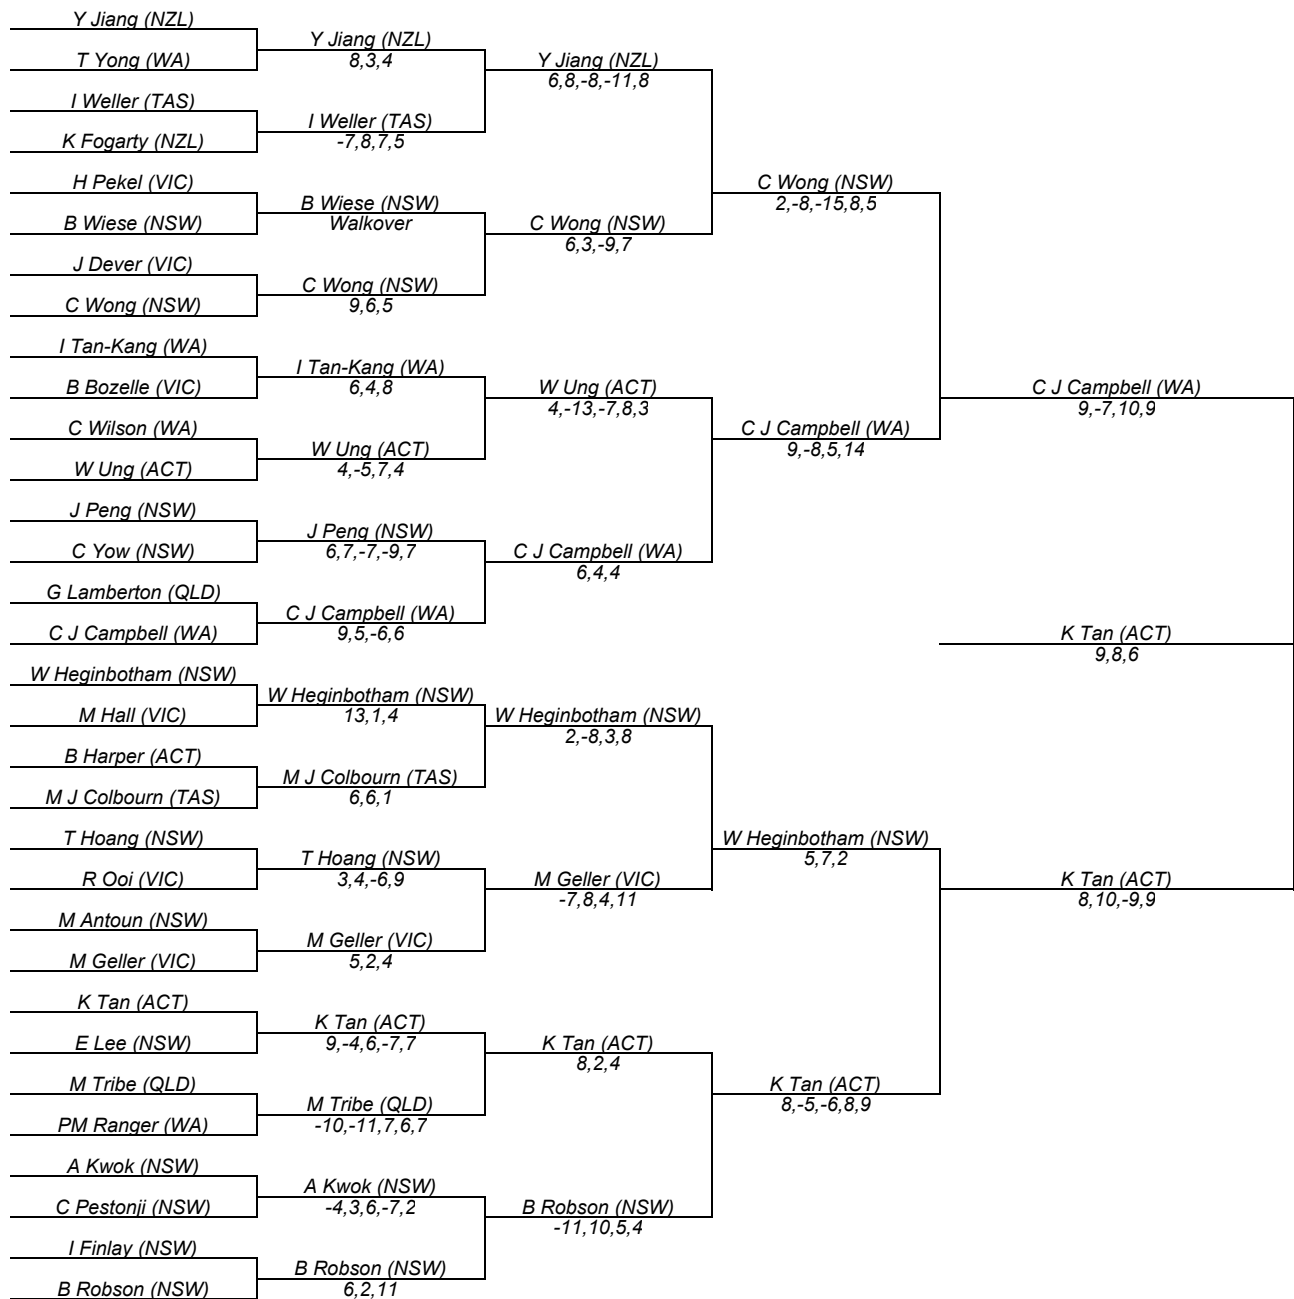 Y Jiang (NZL)
T Yong (WA)
I Weller (TAS)
K Fogarty (NZL)
H Pekel (VIC)
B Wiese (NSW)
J Dever (VIC)
C Wong (NSW)
I Tan-Kang (WA)
B Bozelle (VIC)
C Wilson (WA)
W Ung (ACT)
J Peng (NSW)
C Yow (NSW)
G Lamberton (QLD)
C J Campbell (WA)
W Heginbotham (NSW)
M Hall (VIC)
B Harper (ACT)
M J Colbourn (TAS)
T Hoang (NSW)
R Ooi (VIC)
M Antoun (NSW)
M Geller (VIC)
K Tan (ACT)
E Lee (NSW)
M Tribe (QLD)
PM Ranger (WA)
A Kwok (NSW)
C Pestonji (NSW)
I Finlay (NSW)
B Robson (NSW)
Y Jiang (NZL)
8,3,4
I Weller (TAS)
-7,8,7,5
B Wiese (NSW)
Walkover
C Wong (NSW)
9,6,5
I Tan-Kang (WA)
6,4,8
W Ung (ACT)
4,-5,7,4
J Peng (NSW)
6,7,-7,-9,7
C J Campbell (WA)
9,5,-6,6
W Heginbotham (NSW)
13,1,4
M J Colbourn (TAS)
6,6,1
T Hoang (NSW)
3,4,-6,9
M Geller (VIC)
5,2,4
K Tan (ACT)
9,-4,6,-7,7
M Tribe (QLD)
-10,-11,7,6,7
A Kwok (NSW)
-4,3,6,-7,2
B Robson (NSW)
6,2,11
Y Jiang (NZL)
6,8,-8,-11,8
C Wong (NSW)
6,3,-9,7
W Ung (ACT)
4,-13,-7,8,3
C J Campbell (WA)
6,4,4
W Heginbotham (NSW)
2,-8,3,8
M Geller (VIC)
-7,8,4,11
K Tan (ACT)
8,2,4
B Robson (NSW)
-11,10,5,4
C Wong (NSW)
2,-8,-15,8,5
C J Campbell (WA)
9,-8,5,14
W Heginbotham (NSW)
5,7,2
K Tan (ACT)
8,-5,-6,8,9
C J Campbell (WA)
9,-7,10,9
K Tan (ACT)
9,8,6
K Tan (ACT)
8,10,-9,9